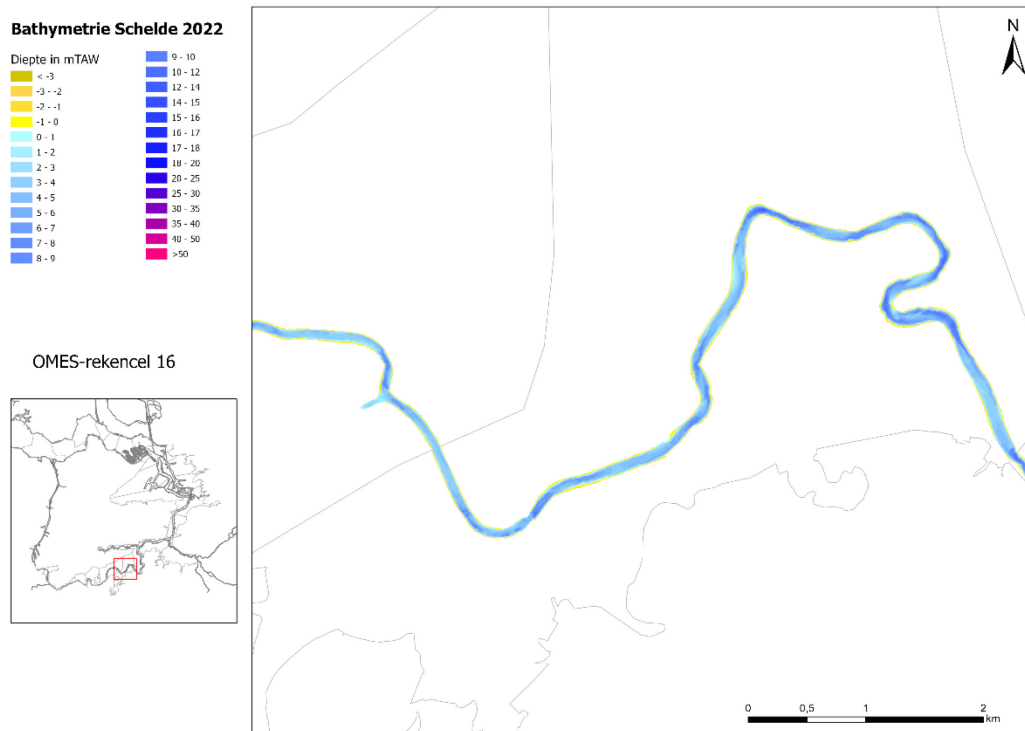 Bathymetrie Schelde 2022
Diepte in mTAW
< -3
-3 - -2
-2 - -1
-1 - 0
0 - 1
1 - 2
2 - 3
3 - 4
4 - 5
5 - 6
6 - 7
7 - 8
8 - 9
9 - 10
10 - 12
12 - 14
14 - 15
15 - 16
16 - 17
17 - 18
18 - 20
20 - 25
25 - 30
30 - 35
35 - 40
40 - 50
>50
OMES-rekencel 16
N
0 0,5 1 2
km